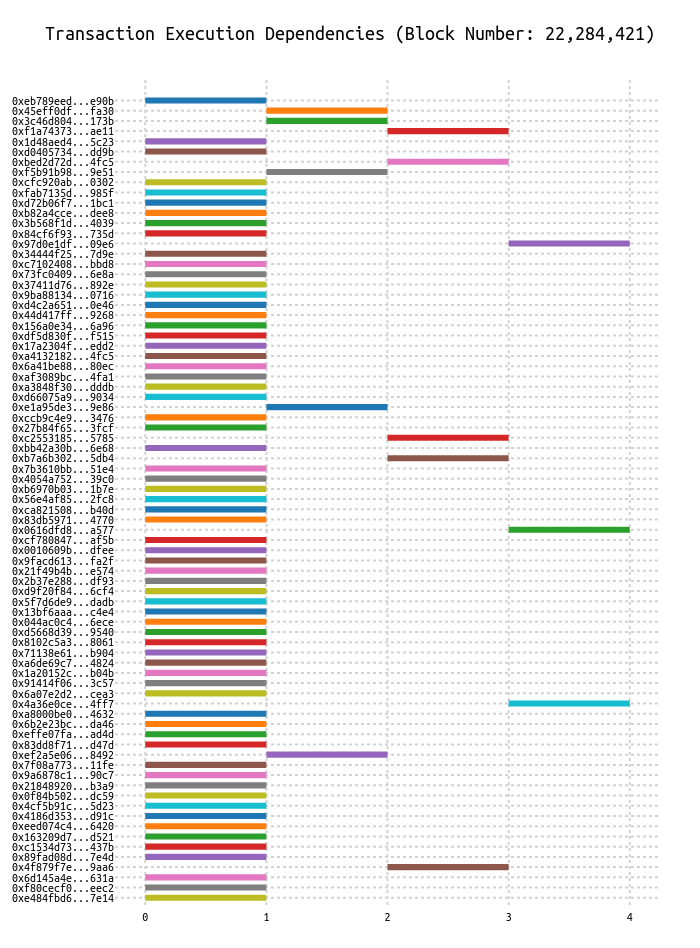 Transaction Execution Dependencies (Block Number: 22,284,421)
0xeb789eed...e90b
0x45eff0df...fa30
0x3c46d804...173b
0xf1a74373...ae11
0x1d48aed4...5c23
0xd0405734...dd9b
0xbed2d72d...4fc5
0xf5b91b98...9e51
0xcfc920ab...0302
0xfab7135d...985f
0xd72b06f7...1bc1
0xb82a4cce...dee8
0x3b568f1d...4039
0x84cf6f93...735d
0x97d0e1df...09e6
0x34444f25...7d9e
0xc7102408...bbd8
0x73fc0409...6e8a
0x37411d76...892e
0x9ba88134...0716
0xd4c2a651...0e46
0x44d417ff...9268
0x156a0e34...6a96
0xdf5d830f...f515
0x17a2304f...edd2
0xa4132182...4fc5
0x6a41be88...80ec
0xaf3089bc...4fa1
0xa3848f30...dddb
0xd66075a9...9034
0xe1a95de3...9e86
0xccb9c4e9...3476
0x27b84f65...3fcf
0xc2553185...5785
0xbb42a30b...6e68
0xb7a6b302...5db4
0x7b3610bb...51e4
0x4054a752...39c0
0xb6970b03...1b7e
0x56e4af85...2fc8
0xca821508...b40d
0x83db5971...4770
0x0616dfd8...a577
0xcf780847...af5b
0x0010609b...dfee
0x9facd613...fa2f
0x21f49b4b...e574
0x2b37e288...df93
0xd9f20f84...6cf4
0x5f7d6de9...dadb
0x13bf6aaa...c4e4
0x044ac0c4...6ece
0xd5668d39...9540
0x8102c5a3...8061
0x71138e61...b904
0xa6de69c7...4824
0x1a20152c...b04b
0x91414f06...3c57
0x6a07e2d2...cea3
0x4a36e0ce...4ff7
0xa8000be0...4632
0x6b2e23bc...da46
0xeffe07fa...ad4d
0x83dd8f71...d47d
0xef2a5e06...8492
0x7f08a773...11fe
0x9a6878c1...90c7
0x21848920...b3a9
0x0f84b502...dc59
0x4cf5b91c...5d23
0x4186d353...d91c
0xeed074c4...6420
0x163209d7...d521
0xc1534d73...437b
0x89fad08d...7e4d
0x4f879f7e...9aa6
0x6d145a4e...631a
0xf80cecf0...eec2
0xe484fbd6...7e14
0 1 2 3 4